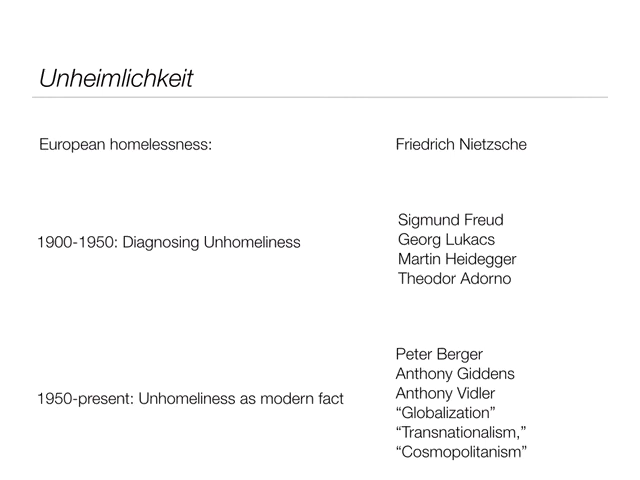 Unheimlichkeit
European homelessness:
Friedrich Nietzsche
1900-1950: Diagnosing Unhomeliness
Sigmund Freud
Georg Lukacs
Martin Heidegger
Theodor Adorno
1950-present: Unhomeliness as modern fact
Peter Berger
Anthony Giddens
Anthony Vidler
“Globalization”
“Transnationalism,”
“Cosmopolitanism”